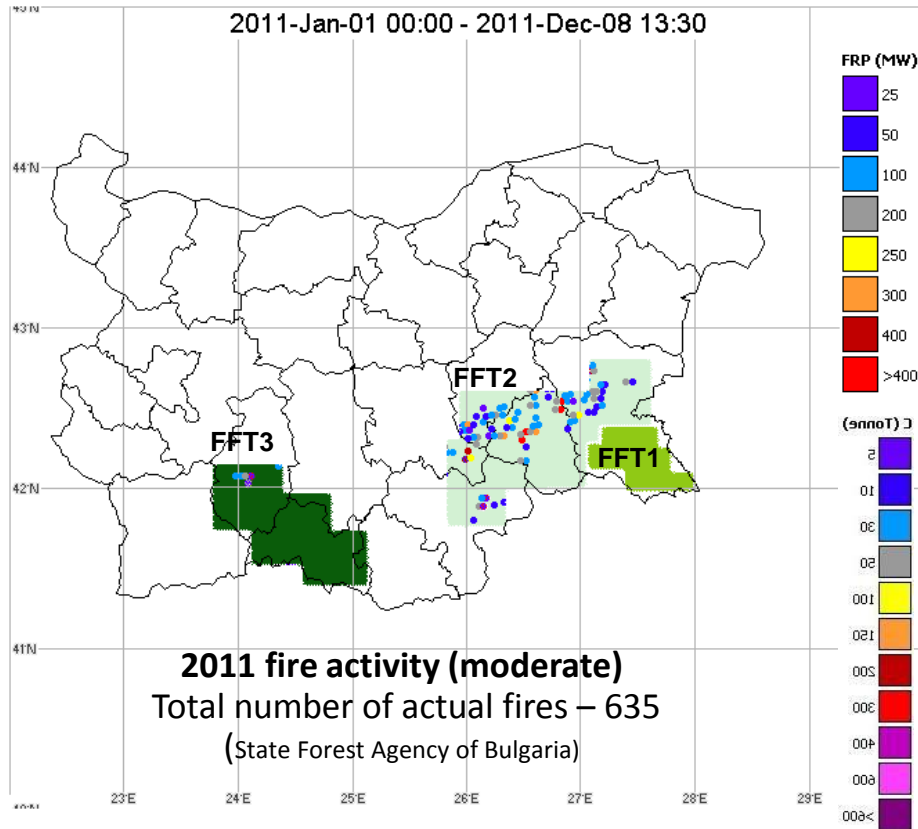 2011-Jan-01 00:00 - 2011-Dec-08 13:30
FRP (MW)
25
50
100
200
250
300
400
>400
C (Tonne)
5
10
30
50
100
150
200
300
400
600
>600
45°N
44°N
43°N
42°N
41°N
40°N
FFT2
FFT3
FFT1
2011 fire activity (moderate)
Total number of actual fires – 635
(State Forest Agency of Bulgaria)
23°E
24°E
25°E
26°E
27°E
28°E
29°E